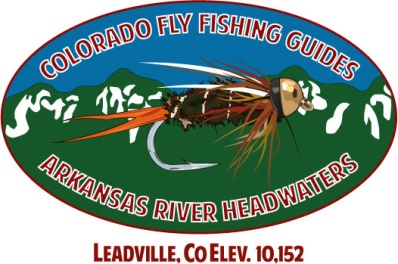 COLORADO FLY FISHING GUIDES
ARKANSAS RIVER HEADWATERS
LEADVILLE, CO ELEV. 10,152